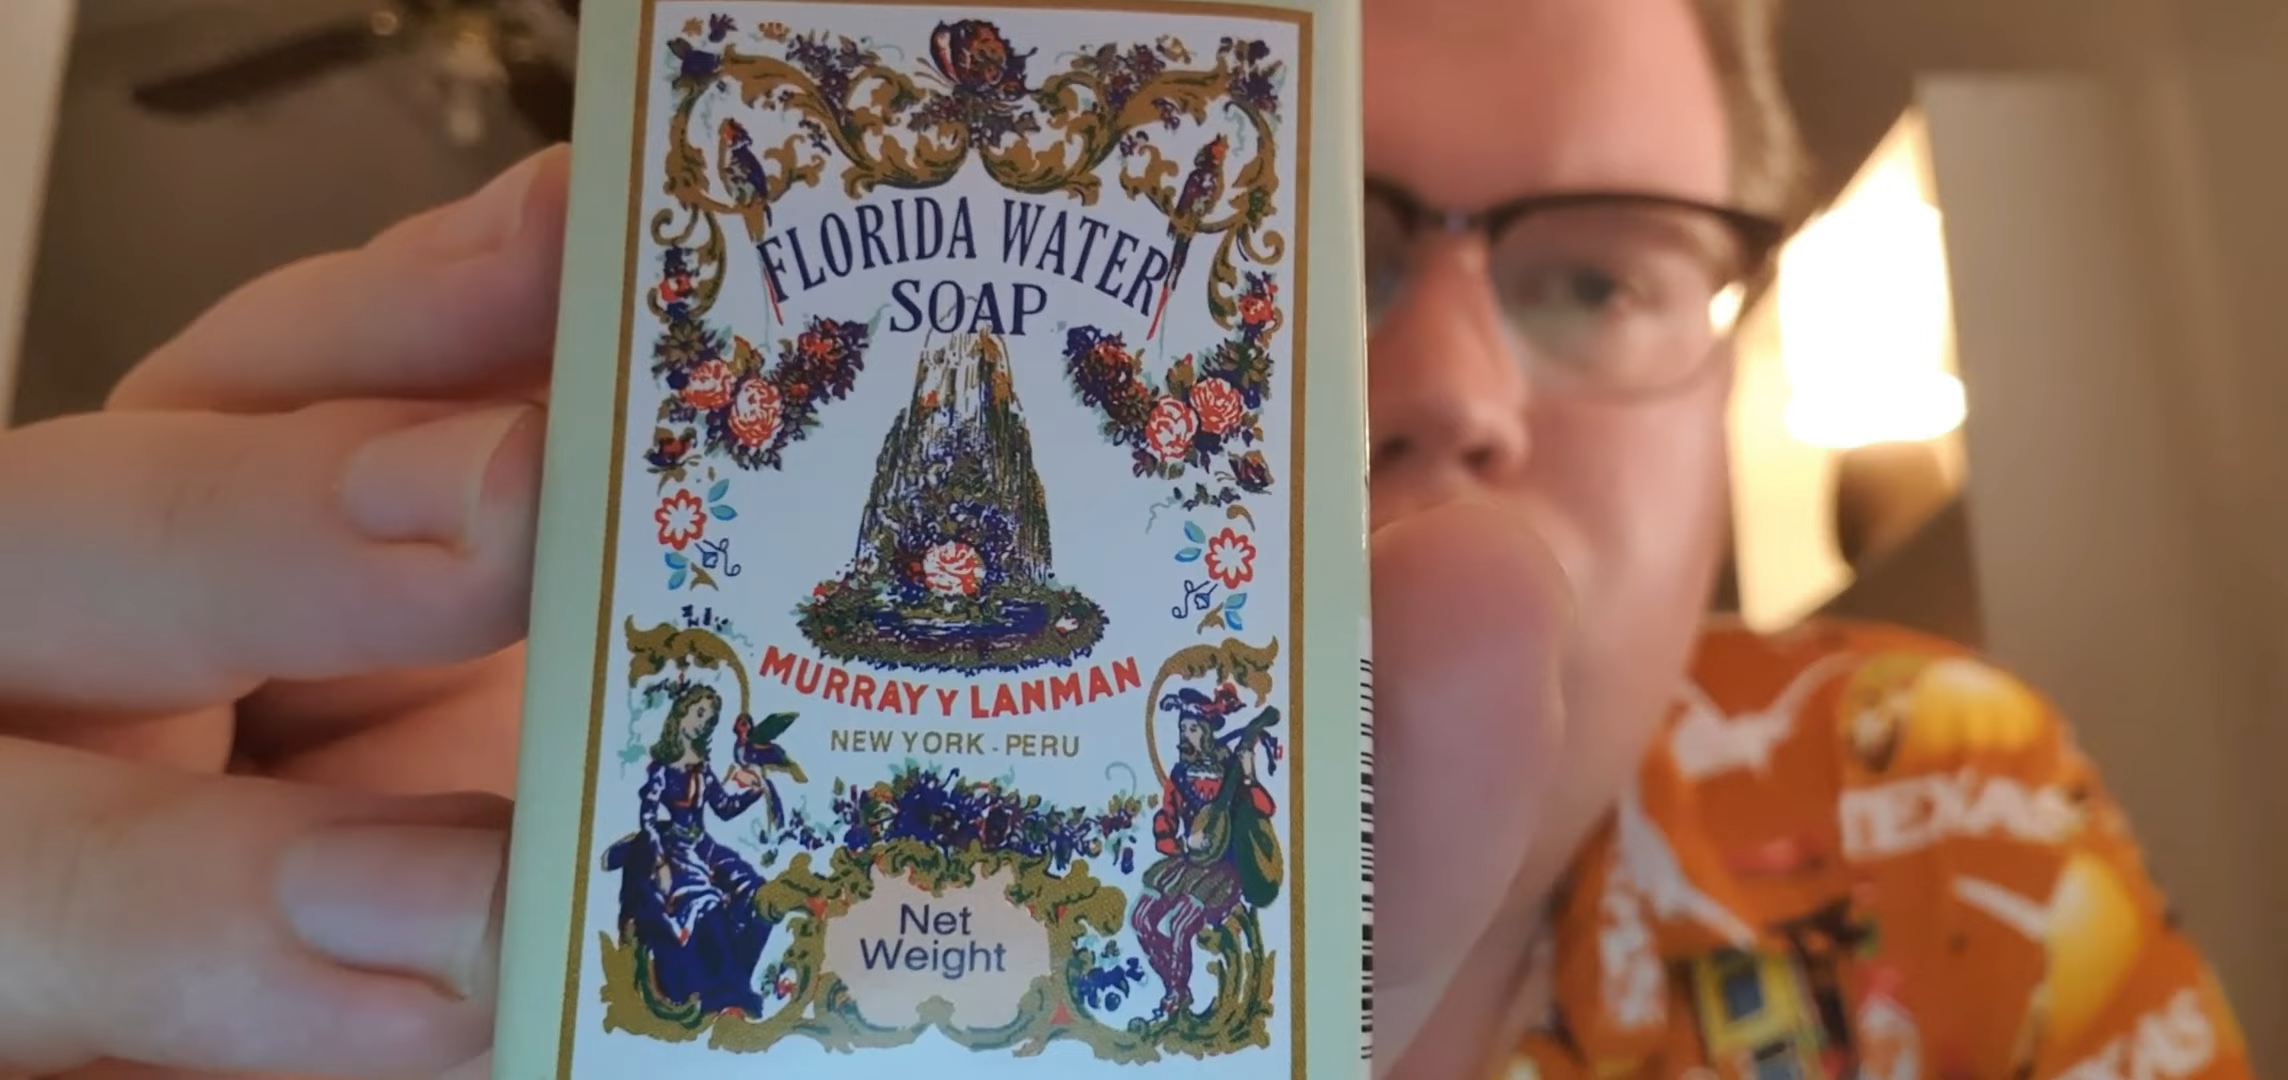 FLORIDA WATER
SOAP
MURRAY Y LANMAN
NEW YORK - PERU
Net
Weight
TEXAS